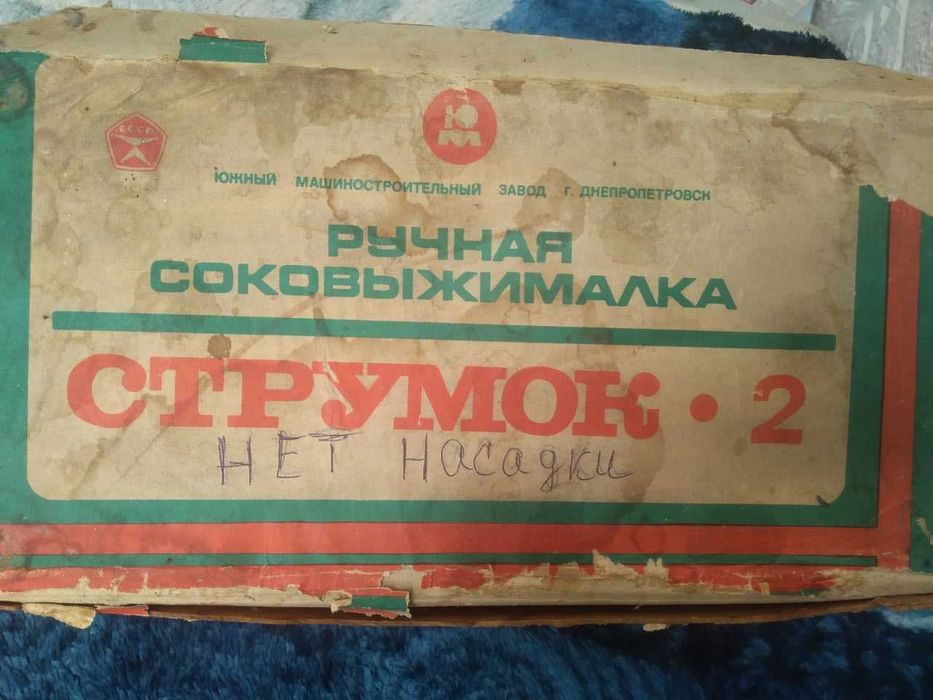 СССР
ЮМ
ЮЖНЫЙ МАШИНОСТРОИТЕЛЬНЫЙ ЗАВОД Г. ДНЕПРОПЕТРОВСК
РУЧНАЯ
СОКОВЫЖИМАЛКА
СТРУМОК · 2
НЕТ НАСАДКИ